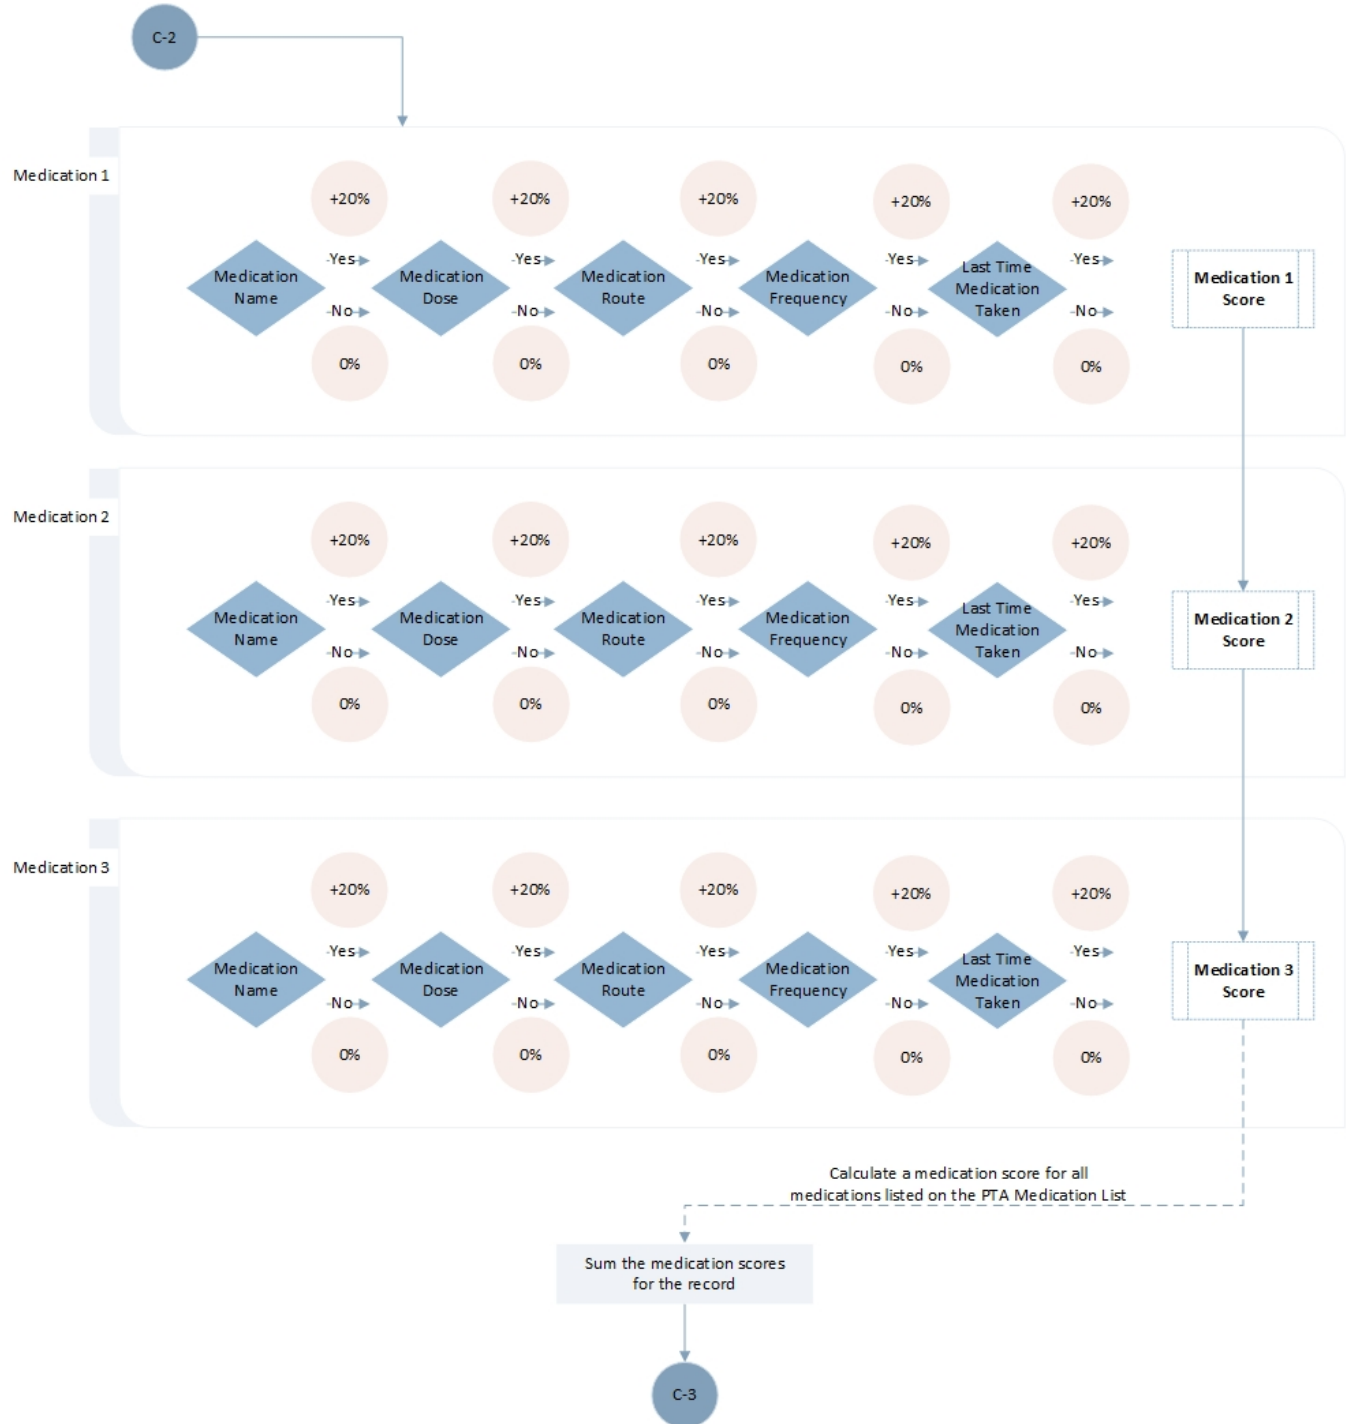 C-2
Medication 1
+20%
+20%
+20%
+20%
+20%
Medication
Name
Yes
No
Medication
Dose
Yes
No
Medication
Route
Yes
No
Medication
Frequency
Yes
No
Last Time
Medication
Taken
Yes
No
Medication 1
Score
0%
0%
0%
0%
0%
Medication 2
+20%
+20%
+20%
+20%
+20%
Medication
Name
Yes
No
Medication
Dose
Yes
No
Medication
Route
Yes
No
Medication
Frequency
Yes
No
Last Time
Medication
Taken
Yes
No
Medication 2
Score
0%
0%
0%
0%
0%
Medication 3
+20%
+20%
+20%
+20%
+20%
Medication
Name
Yes
No
Medication
Dose
Yes
No
Medication
Route
Yes
No
Medication
Frequency
Yes
No
Last Time
Medication
Taken
Yes
No
Medication 3
Score
0%
0%
0%
0%
0%
Calculate a medication score for all
medications listed on the PTA Medication List
Sum the medication scores
for the record
C-3